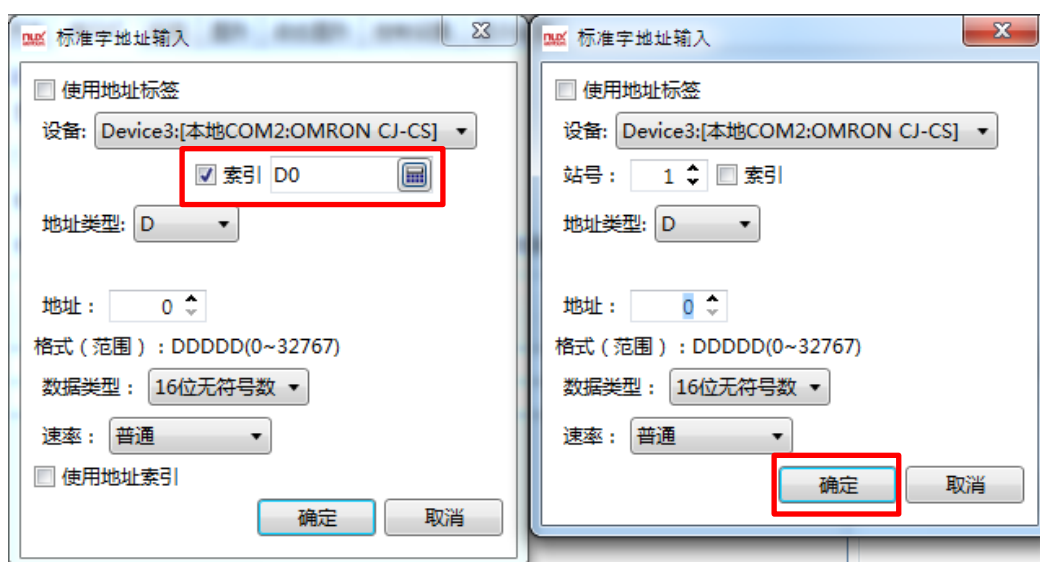 标准字地址输入
使用地址标签
设备: Device3:[本地COM2:OMRON CJ-CS]
索引 D0
地址类型: D
地址： 0
格式（范围）: DDDDD(0~32767)
数据类型： 16位无符号数
速率： 普通
使用地址索引
确定 取消
标准字地址输入
使用地址标签
设备: Device3:[本地COM2:OMRON CJ-CS]
站号： 1 索引
地址类型: D
地址： 0
格式（范围）: DDDDD(0~32767)
数据类型： 16位无符号数
速率： 普通
确定 取消